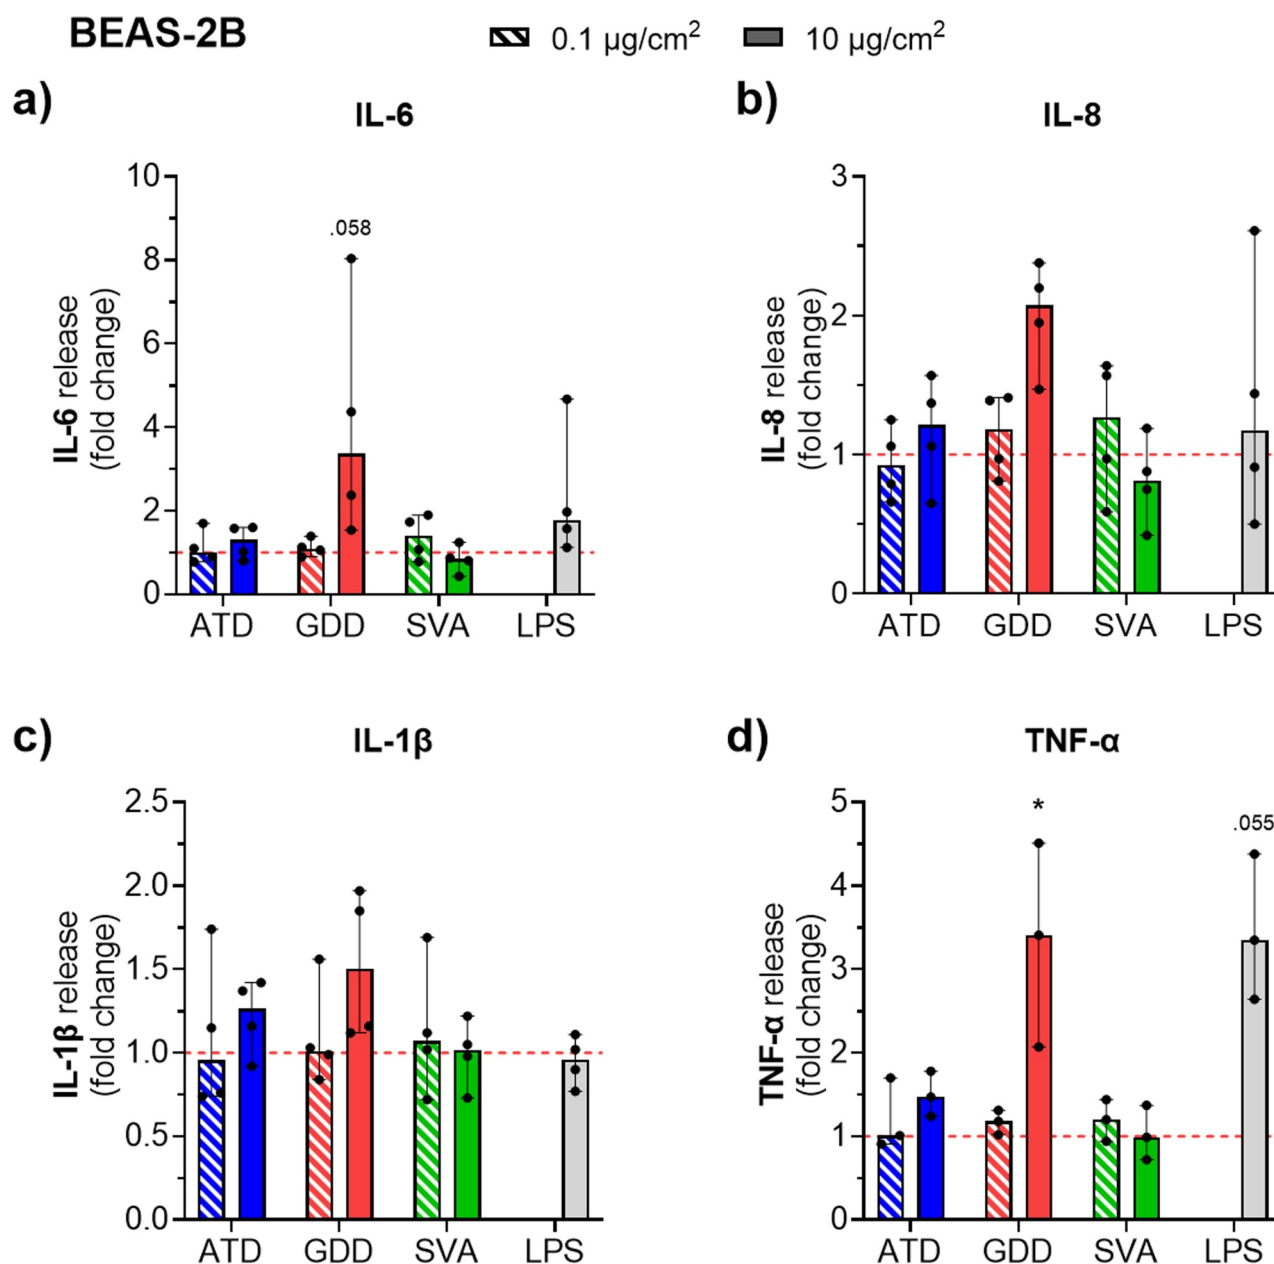 BEAS-2B
0.1 µg/cm² 10 µg/cm²
a)
IL-6
IL-6 release
(fold change)
10
8
6
4
2
0
.058
ATD GDD SVA LPS
b)
IL-8
IL-8 release
(fold change)
3
2
1
0
ATD GDD SVA LPS
c)
IL-1β
IL-1β release
(fold change)
2.5
2.0
1.5
1.0
0.5
0.0
ATD GDD SVA LPS
d)
TNF-α
TNF-α release
(fold change)
5
4
3
2
1
0
*
.055
ATD GDD SVA LPS